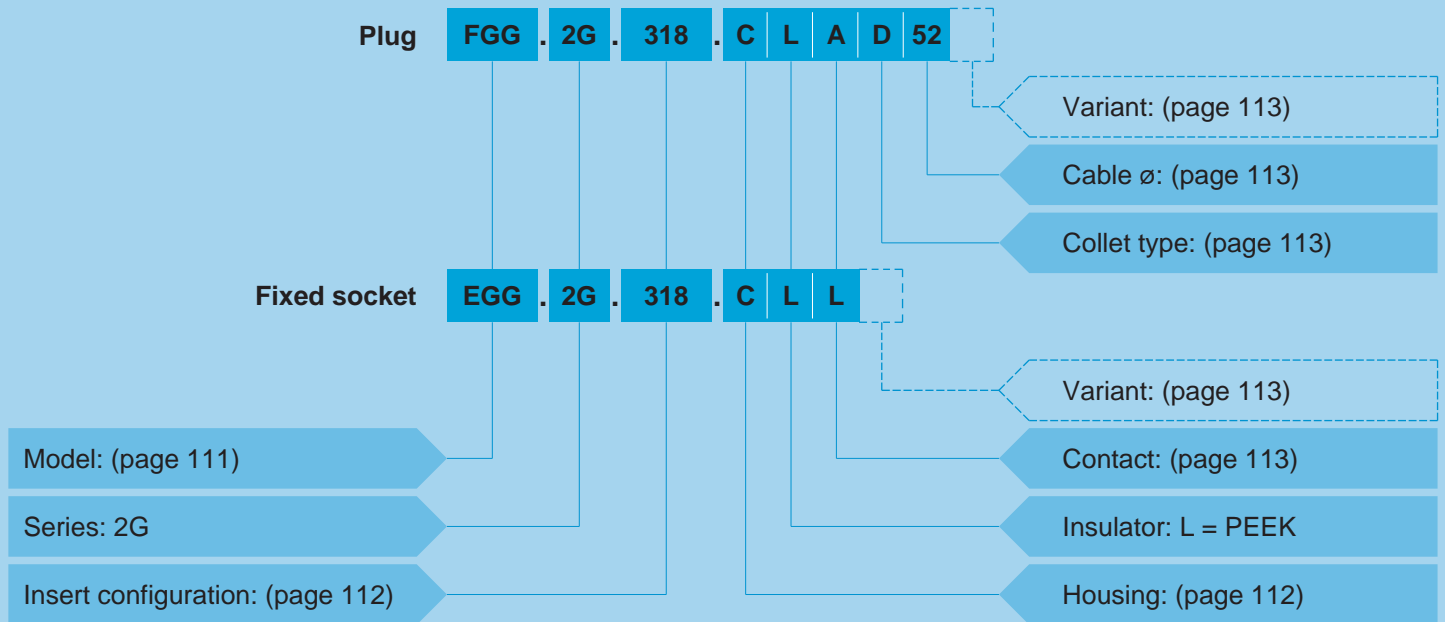 Plug FGG . 2G . 318 . C L A D 52
Variant: (page 113)
Cable ø: (page 113)
Collet type: (page 113)
Fixed socket EGG . 2G . 318 . C L L
Variant: (page 113)
Model: (page 111) Contact: (page 113)
Series: 2G Insulator: L = PEEK
Insert configuration: (page 112) Housing: (page 112)